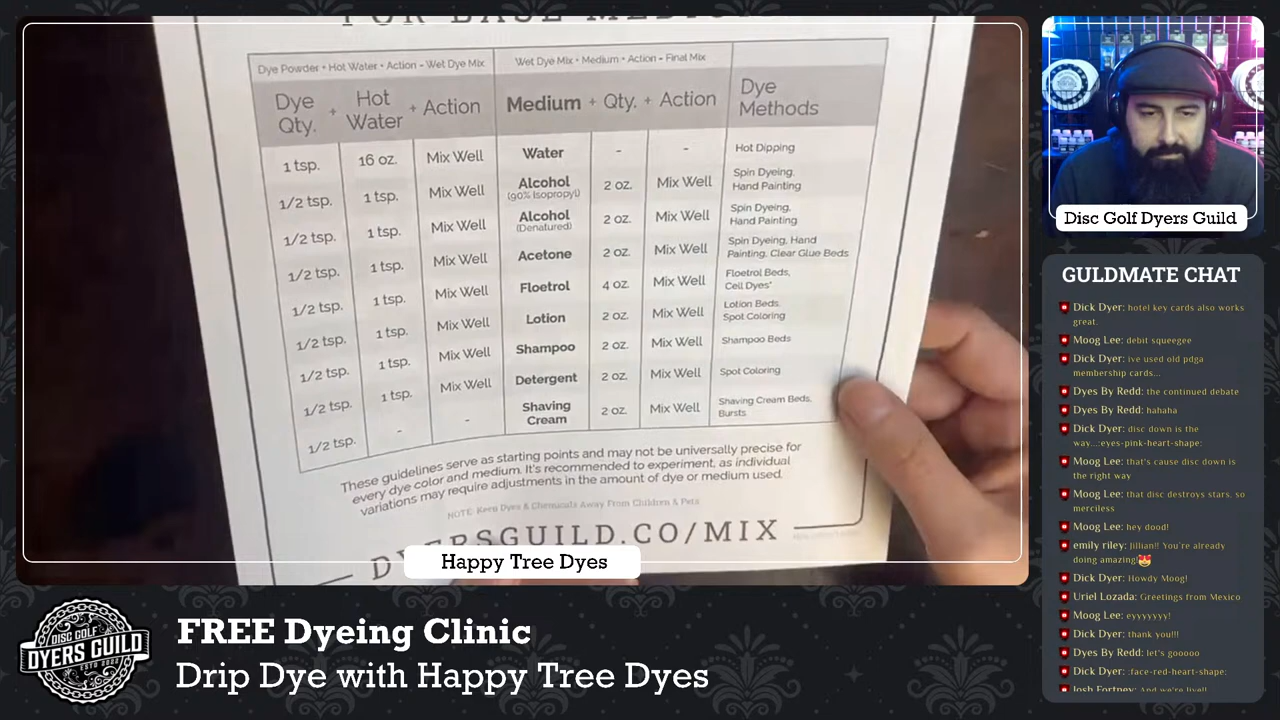 FOR BASE MEDIUM
Dye Powder + Hot Water + Action = Wet Dye Mix
Wet Dye Mix + Medium + Action = Final Mix
Dye Qty. + Hot Water + Action Medium + Qty. + Action Dye Methods
1 tsp. 16 oz. Mix Well Water - - Hot Dipping
1/2 tsp. 1 tsp. Mix Well Alcohol (90% Isopropyl) 2 oz. Mix Well Spin Dyeing, Hand Painting
1/2 tsp. 1 tsp. Mix Well Alcohol (Denatured) 2 oz. Mix Well Spin Dyeing, Hand Painting
1/2 tsp. 1 tsp. Mix Well Acetone 2 oz. Mix Well Spin Dyeing, Hand Painting, Clear Glue Beds
1/2 tsp. 1 tsp. Mix Well Floetrol 4 oz. Mix Well Floetrol Beds, Cell Dyes*
1/2 tsp. 1 tsp. Mix Well Lotion 2 oz. Mix Well Lotion Beds, Spot Coloring
1/2 tsp. 1 tsp. Mix Well Shampoo 2 oz. Mix Well Shampoo Beds
1/2 tsp. 1 tsp. Mix Well Detergent 2 oz. Mix Well Spot Coloring
1/2 tsp. - - Shaving Cream 2 oz. Mix Well Shaving Cream Beds, Bursts
These guidelines serve as starting points and may not be universally precise for
every dye color and medium. It's recommended to experiment, as individual
variations may require adjustments in the amount of dye or medium used.
NOTE: Keep Dyes & Chemicals Away From Children & Pets
DYERSGUILD.CO/MIX
Happy Tree Dyes
Disc Golf Dyers Guild
GULDMATE CHAT
Dick Dyer: hotel key cards also works
great.
Moog Lee: debit squeegee
Dick Dyer: ive used old pdga
membership cards...
Dyes By Redd: the continued debate
Dyes By Redd: hahaha
Dick Dyer: disc down is the
way...:eyes-pink-heart-shape:
Moog Lee: that's cause disc down is
the right way
Moog Lee: that disc destroys stars. so
merciless
Moog Lee: hey dood!
emily riley: Jillian!! You're already
doing amazing!😍
Dick Dyer: Howdy Moog!
Uriel Lozada: Greetings from Mexico
Moog Lee: eyyyyyyy!
Dick Dyer: thank you!!!
Dyes By Redd: let's gooooo
Dick Dyer: :face-red-heart-shape:
Josh Fortney: And we're live!!
DISC GOLF
DYERS GUILD
FREE Dyeing Clinic
Drip Dye with Happy Tree Dyes